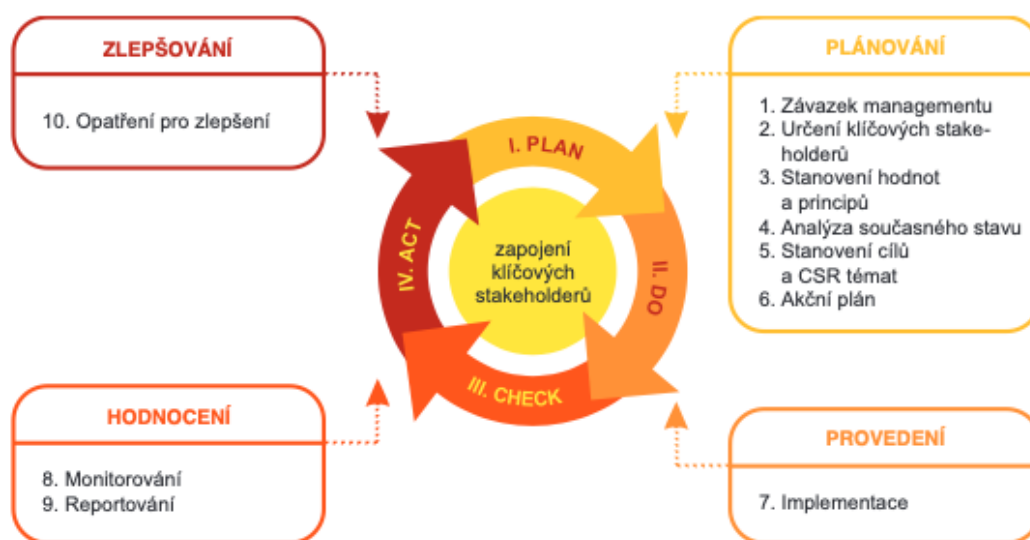 ZLEPŠOVÁNÍ
10. Opatření pro zlepšení
PLÁNOVÁNÍ
1. Závazek managementu
2. Určení klíčových stake-
holderů
3. Stanovení hodnot
a principů
4. Analýza současného stavu
5. Stanovení cílů
a CSR témat
6. Akční plán
I. PLAN
II. DO
III. CHECK
IV. ACT
zapojení
klíčových
stakeholderů
HODNOCENÍ
8. Monitorování
9. Reportování
PROVEDENÍ
7. Implementace